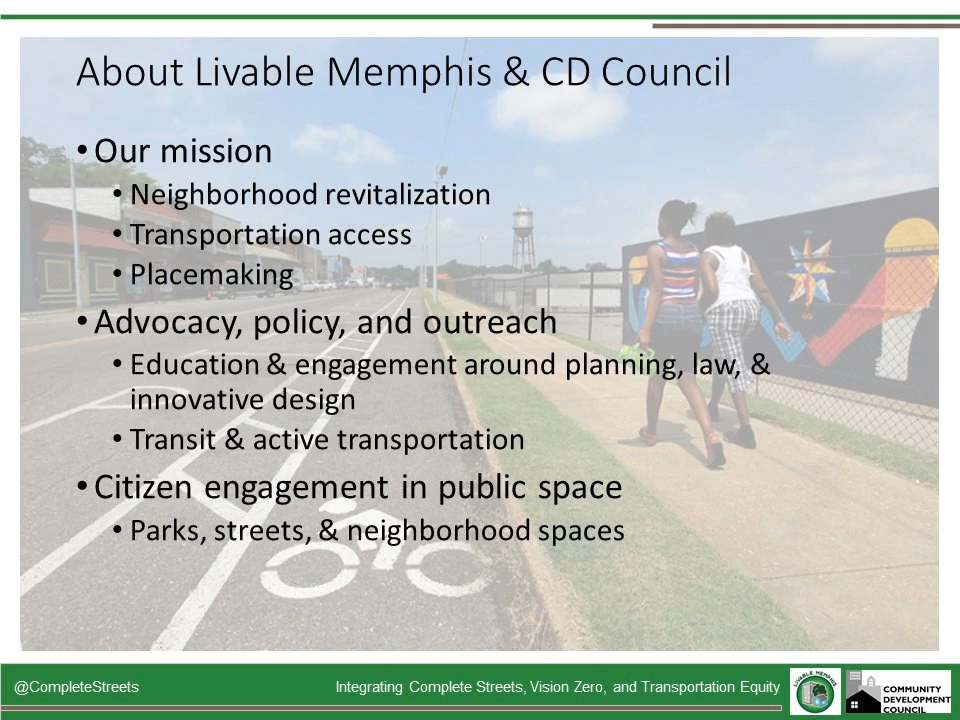 About Livable Memphis & CD Council
• Our mission
• Neighborhood revitalization
• Transportation access
• Placemaking
• Advocacy, policy, and outreach
• Education & engagement around planning, law, &
innovative design
• Transit & active transportation
• Citizen engagement in public space
• Parks, streets, & neighborhood spaces
@CompleteStreets
Integrating Complete Streets, Vision Zero, and Transportation Equity
LIVABLE MEMPHIS
COMMUNITY
DEVELOPMENT
COUNCIL